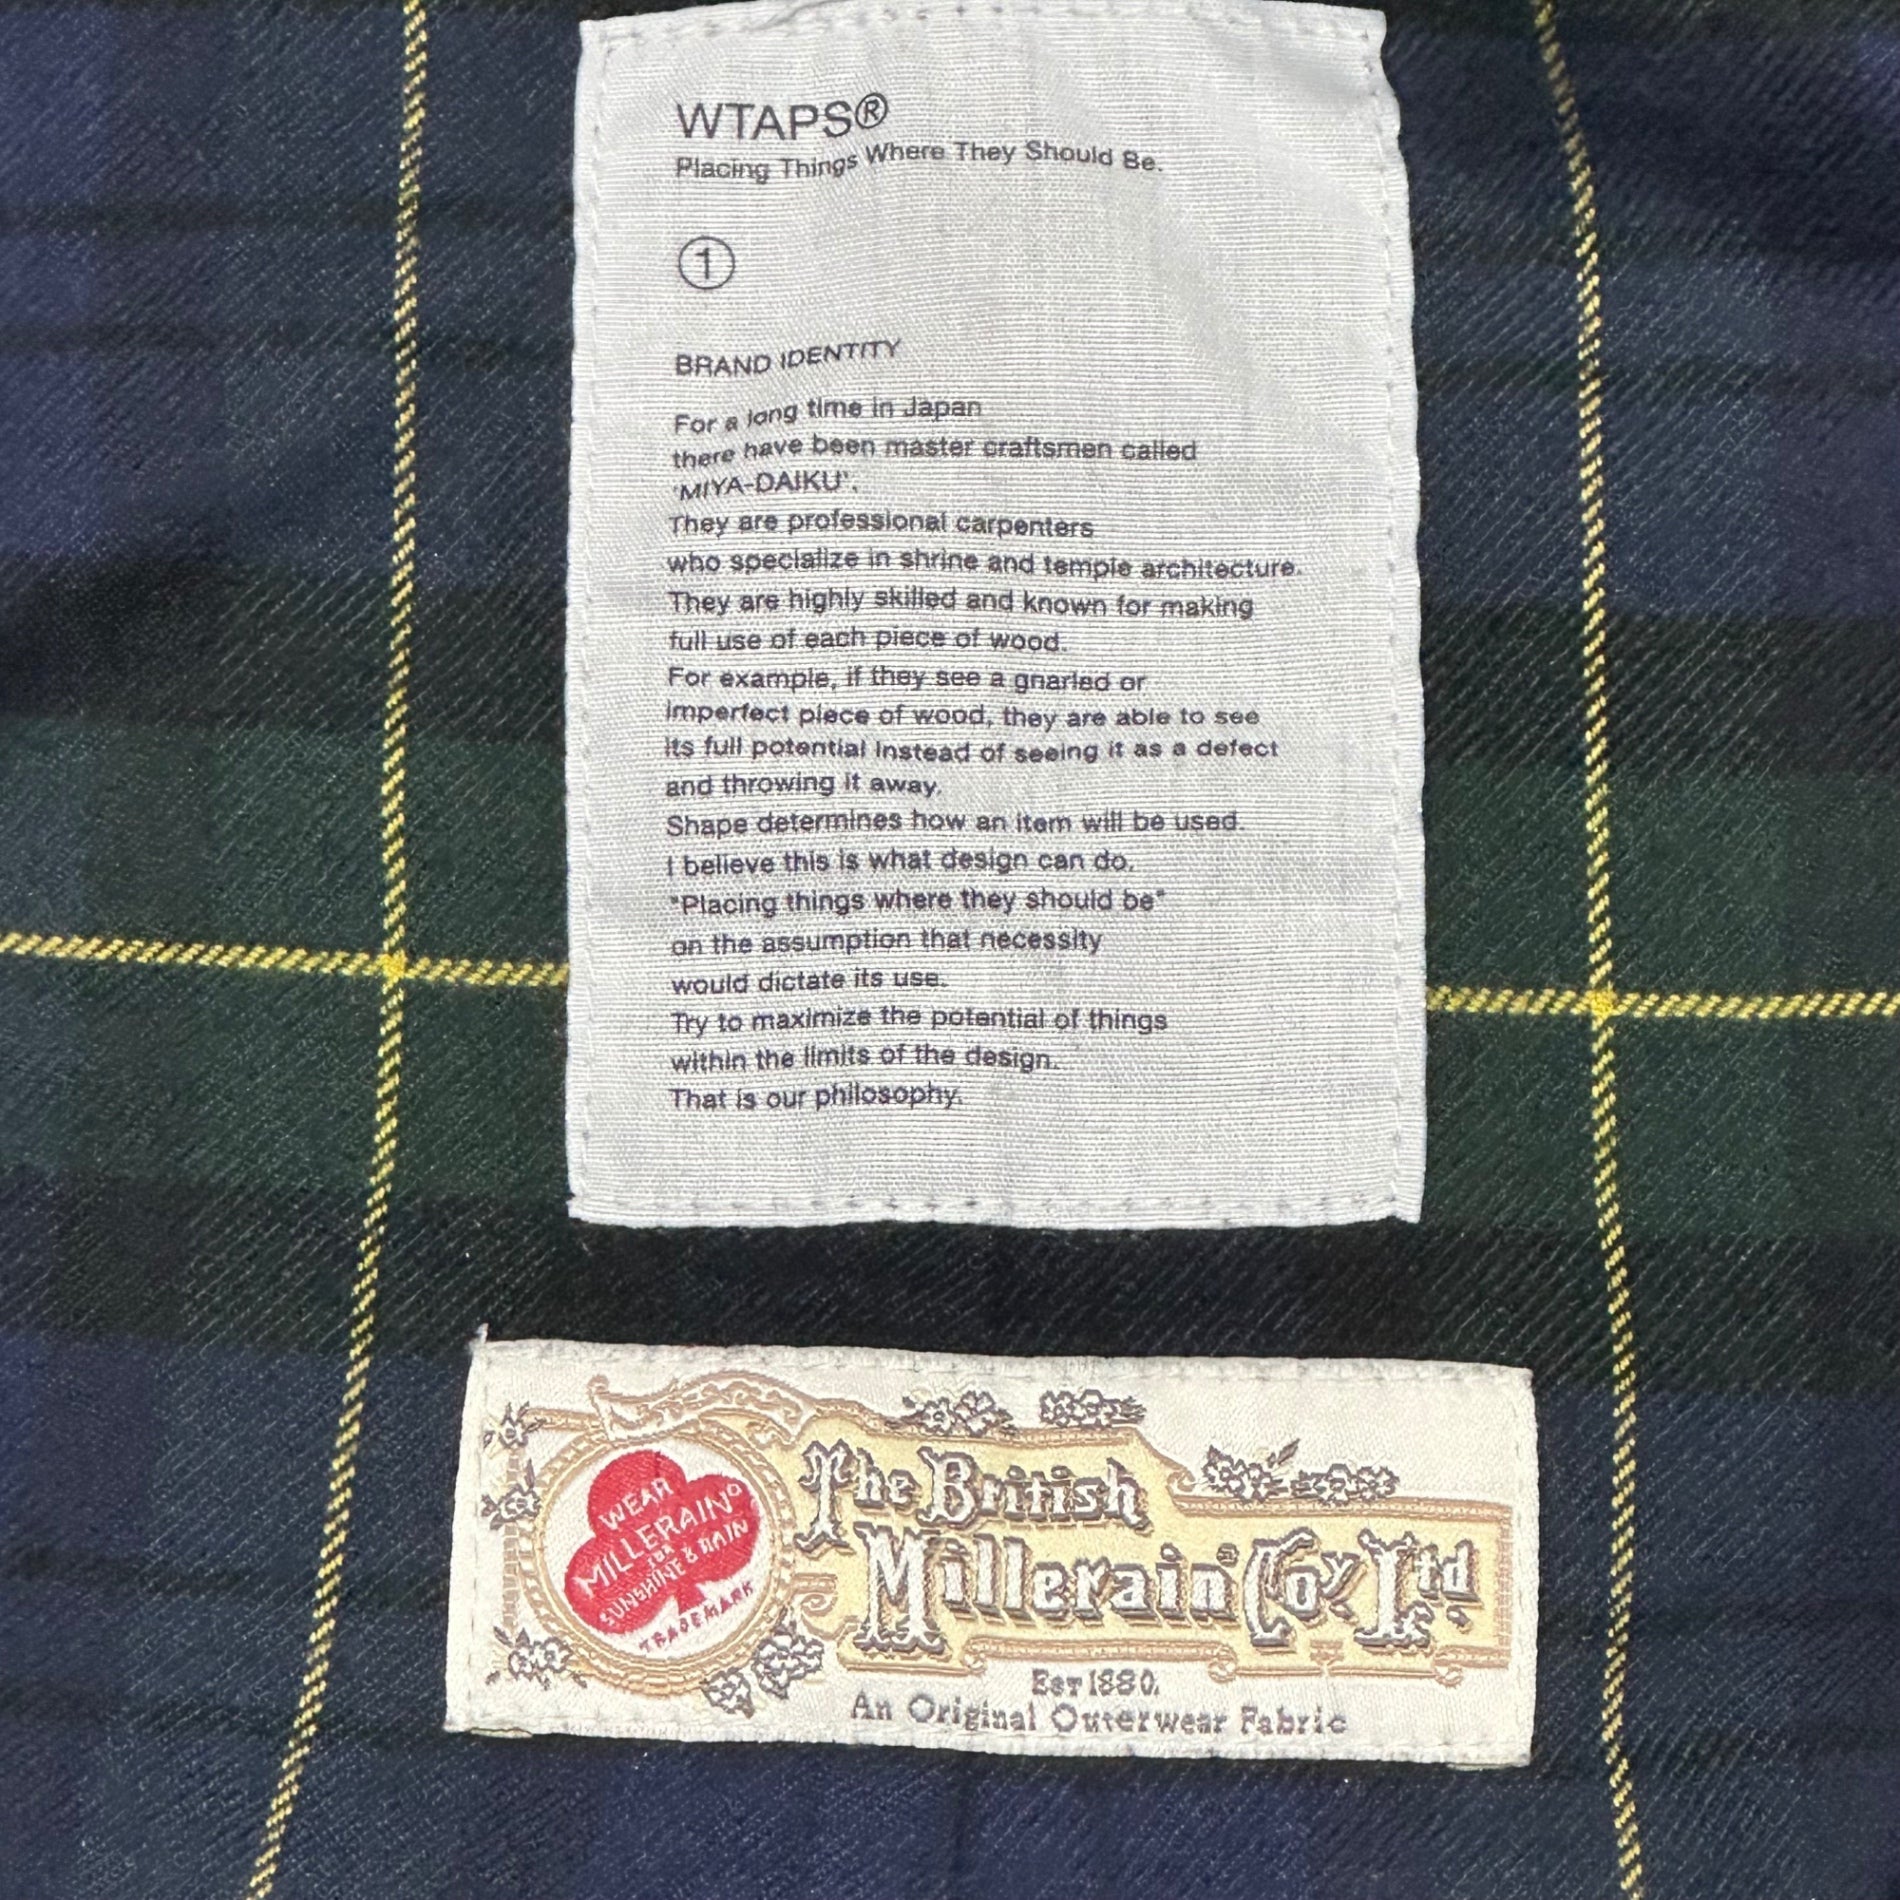 WTAPS®
Placing Things Where They Should Be.
①
BRAND IDENTITY
For a long time in Japan
there have been master craftsmen called
'MIYA-DAIKU'.
They are professional carpenters
who specialize in shrine and temple architecture.
They are highly skilled and known for making
full use of each piece of wood.
For example, if they see a gnarled or
imperfect piece of wood, they are able to see
its full potential instead of seeing it as a defect
and throwing it away.
Shape determines how an item will be used.
I believe this is what design can do.
"Placing things where they should be"
on the assumption that necessity
would dictate its use.
Try to maximize the potential of things
within the limits of the design.
That is our philosophy.
WEAR
MILLERAIN®
FOR
SUNSHINE & RAIN
TRADEMARK
The British
Millerain® Coy. Ltd.
Est 1880.
An Original Outerwear Fabric